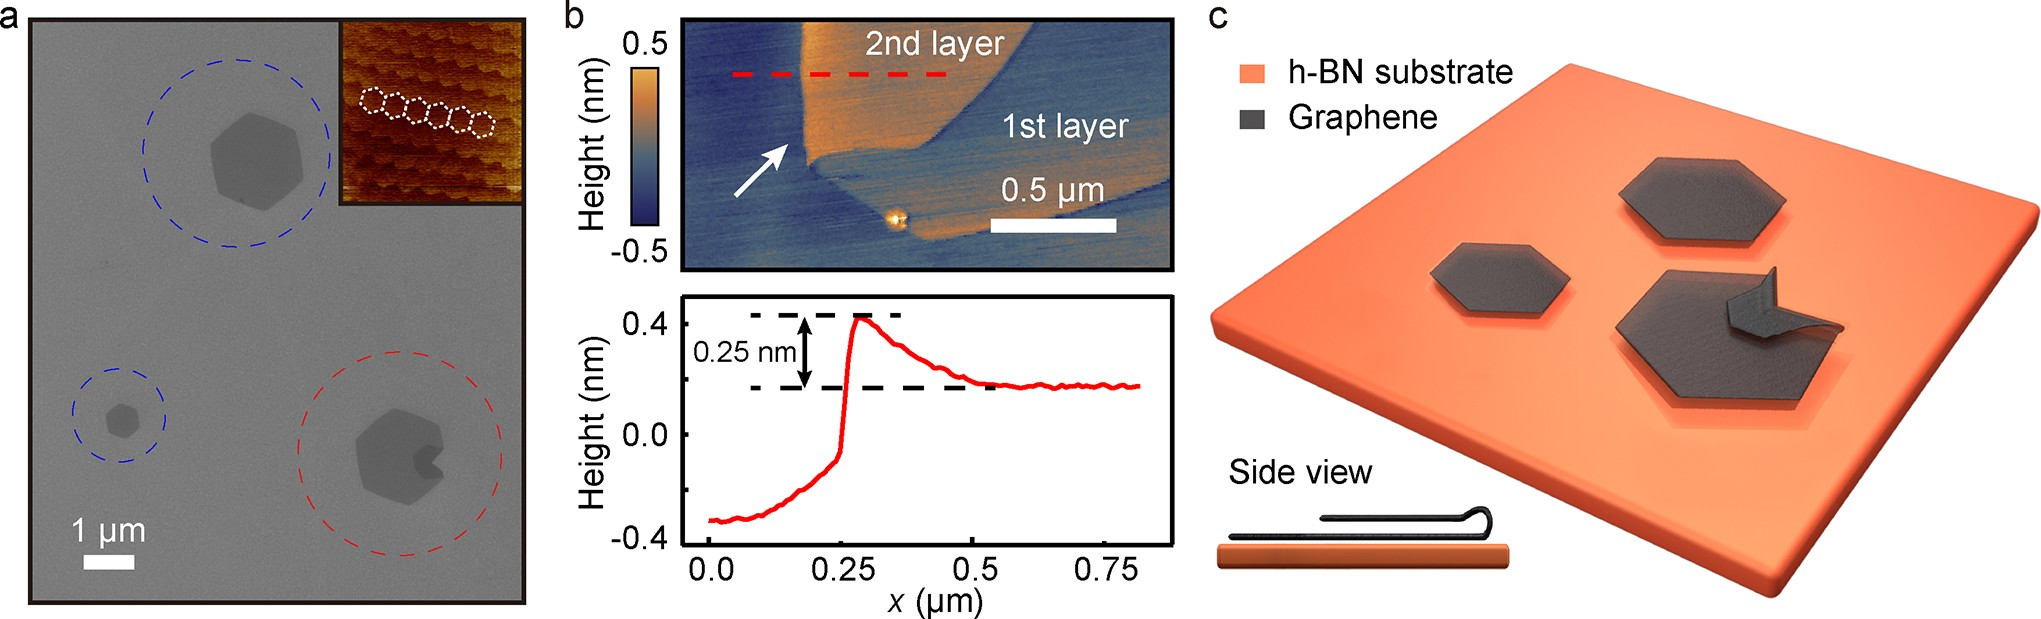 a
1 μm
b
0.5
Height (nm)
-0.5
2nd layer
1st layer
0.5 μm
0.4
0.0
-0.4
Height (nm)
0.25 nm
0.0 0.25 0.5 0.75
x (μm)
c
h-BN substrate
Graphene
Side view